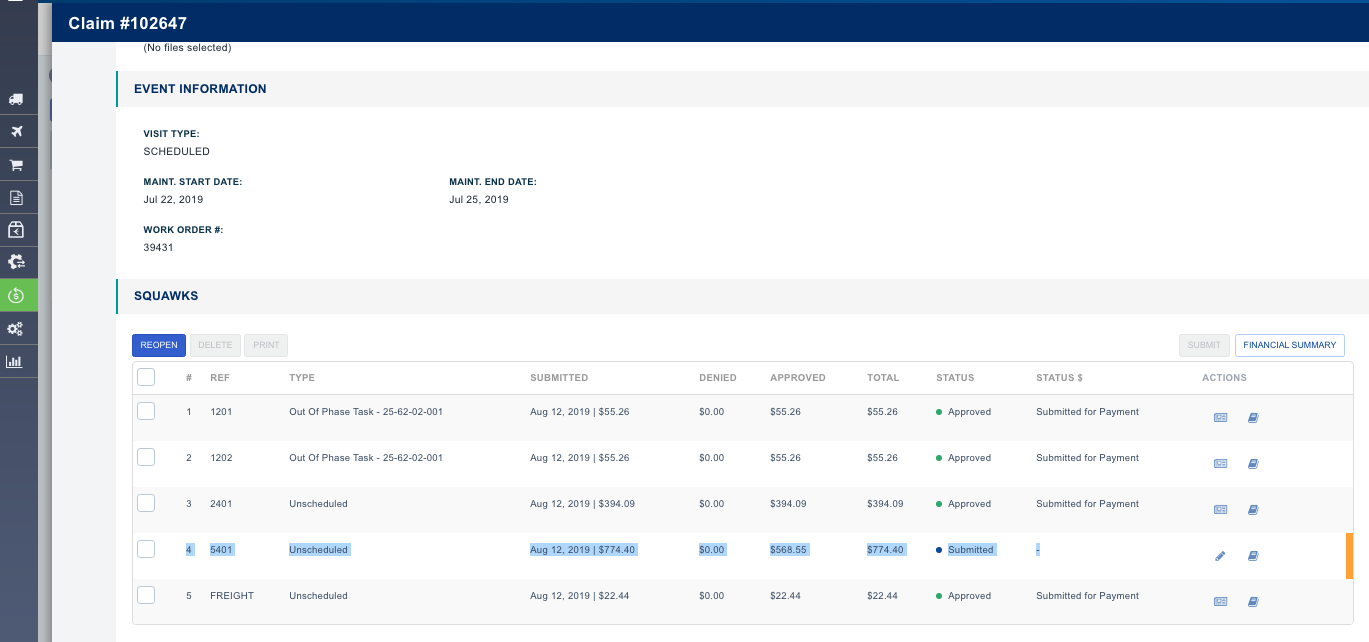 Claim #102647
(No files selected)
EVENT INFORMATION
VISIT TYPE:
SCHEDULED
MAINT. START DATE: MAINT. END DATE:
Jul 22, 2019 Jul 25, 2019
WORK ORDER #:
39431
SQUAWKS
REOPEN DELETE PRINT SUBMIT FINANCIAL SUMMARY
# REF TYPE SUBMITTED DENIED APPROVED TOTAL STATUS STATUS $ ACTIONS
1 1201 Out Of Phase Task - 25-62-02-001 Aug 12, 2019 | $55.26 $0.00 $55.26 $55.26 Approved Submitted for Payment
2 1202 Out Of Phase Task - 25-62-02-001 Aug 12, 2019 | $55.26 $0.00 $55.26 $55.26 Approved Submitted for Payment
3 2401 Unscheduled Aug 12, 2019 | $394.09 $0.00 $394.09 $394.09 Approved Submitted for Payment
4 5401 Unscheduled Aug 12, 2019 | $774.40 $0.00 $568.55 $774.40 Submitted -
5 FREIGHT Unscheduled Aug 12, 2019 | $22.44 $0.00 $22.44 $22.44 Approved Submitted for Payment